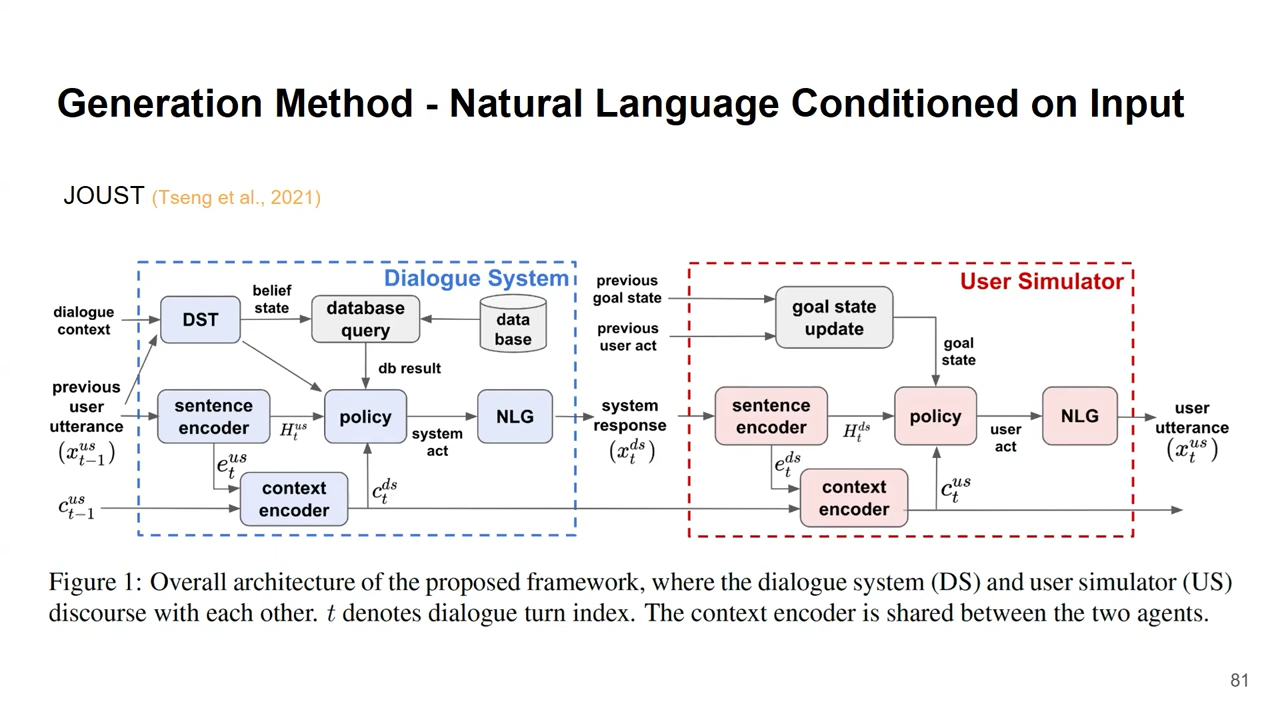 Generation Method - Natural Language Conditioned on Input
JOUST (Tseng et al., 2021)
Dialogue System
dialogue
context
DST
belief
state
database
query
data
base
db result
previous
user
utterance
(x_{t-1}^{us})
sentence
encoder
H_t^{us}
policy
system
act
NLG
e_t^{us}
context
encoder
c_t^{ds}
c_{t-1}^{us}
system
response
(x_t^{ds})
User Simulator
previous
goal state
previous
user act
goal state
update
goal
state
sentence
encoder
H_t^{ds}
policy
user
act
NLG
e_t^{ds}
context
encoder
c_t^{us}
user
utterance
(x_t^{us})
Figure 1: Overall architecture of the proposed framework, where the dialogue system (DS) and user simulator (US)
discourse with each other. t denotes dialogue turn index. The context encoder is shared between the two agents.
81